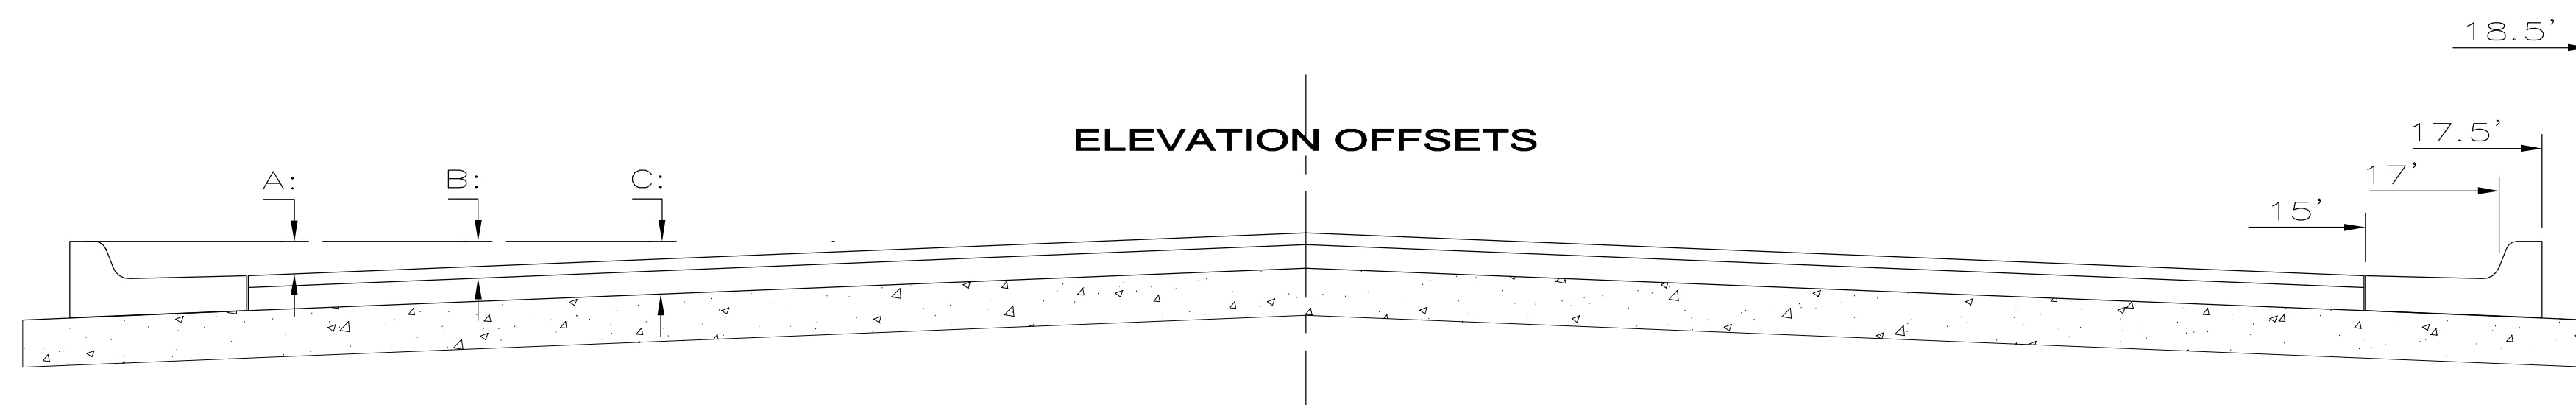 18.5’
ELEVATION OFFSETS
17.5’
A: B: C:
17’
15’